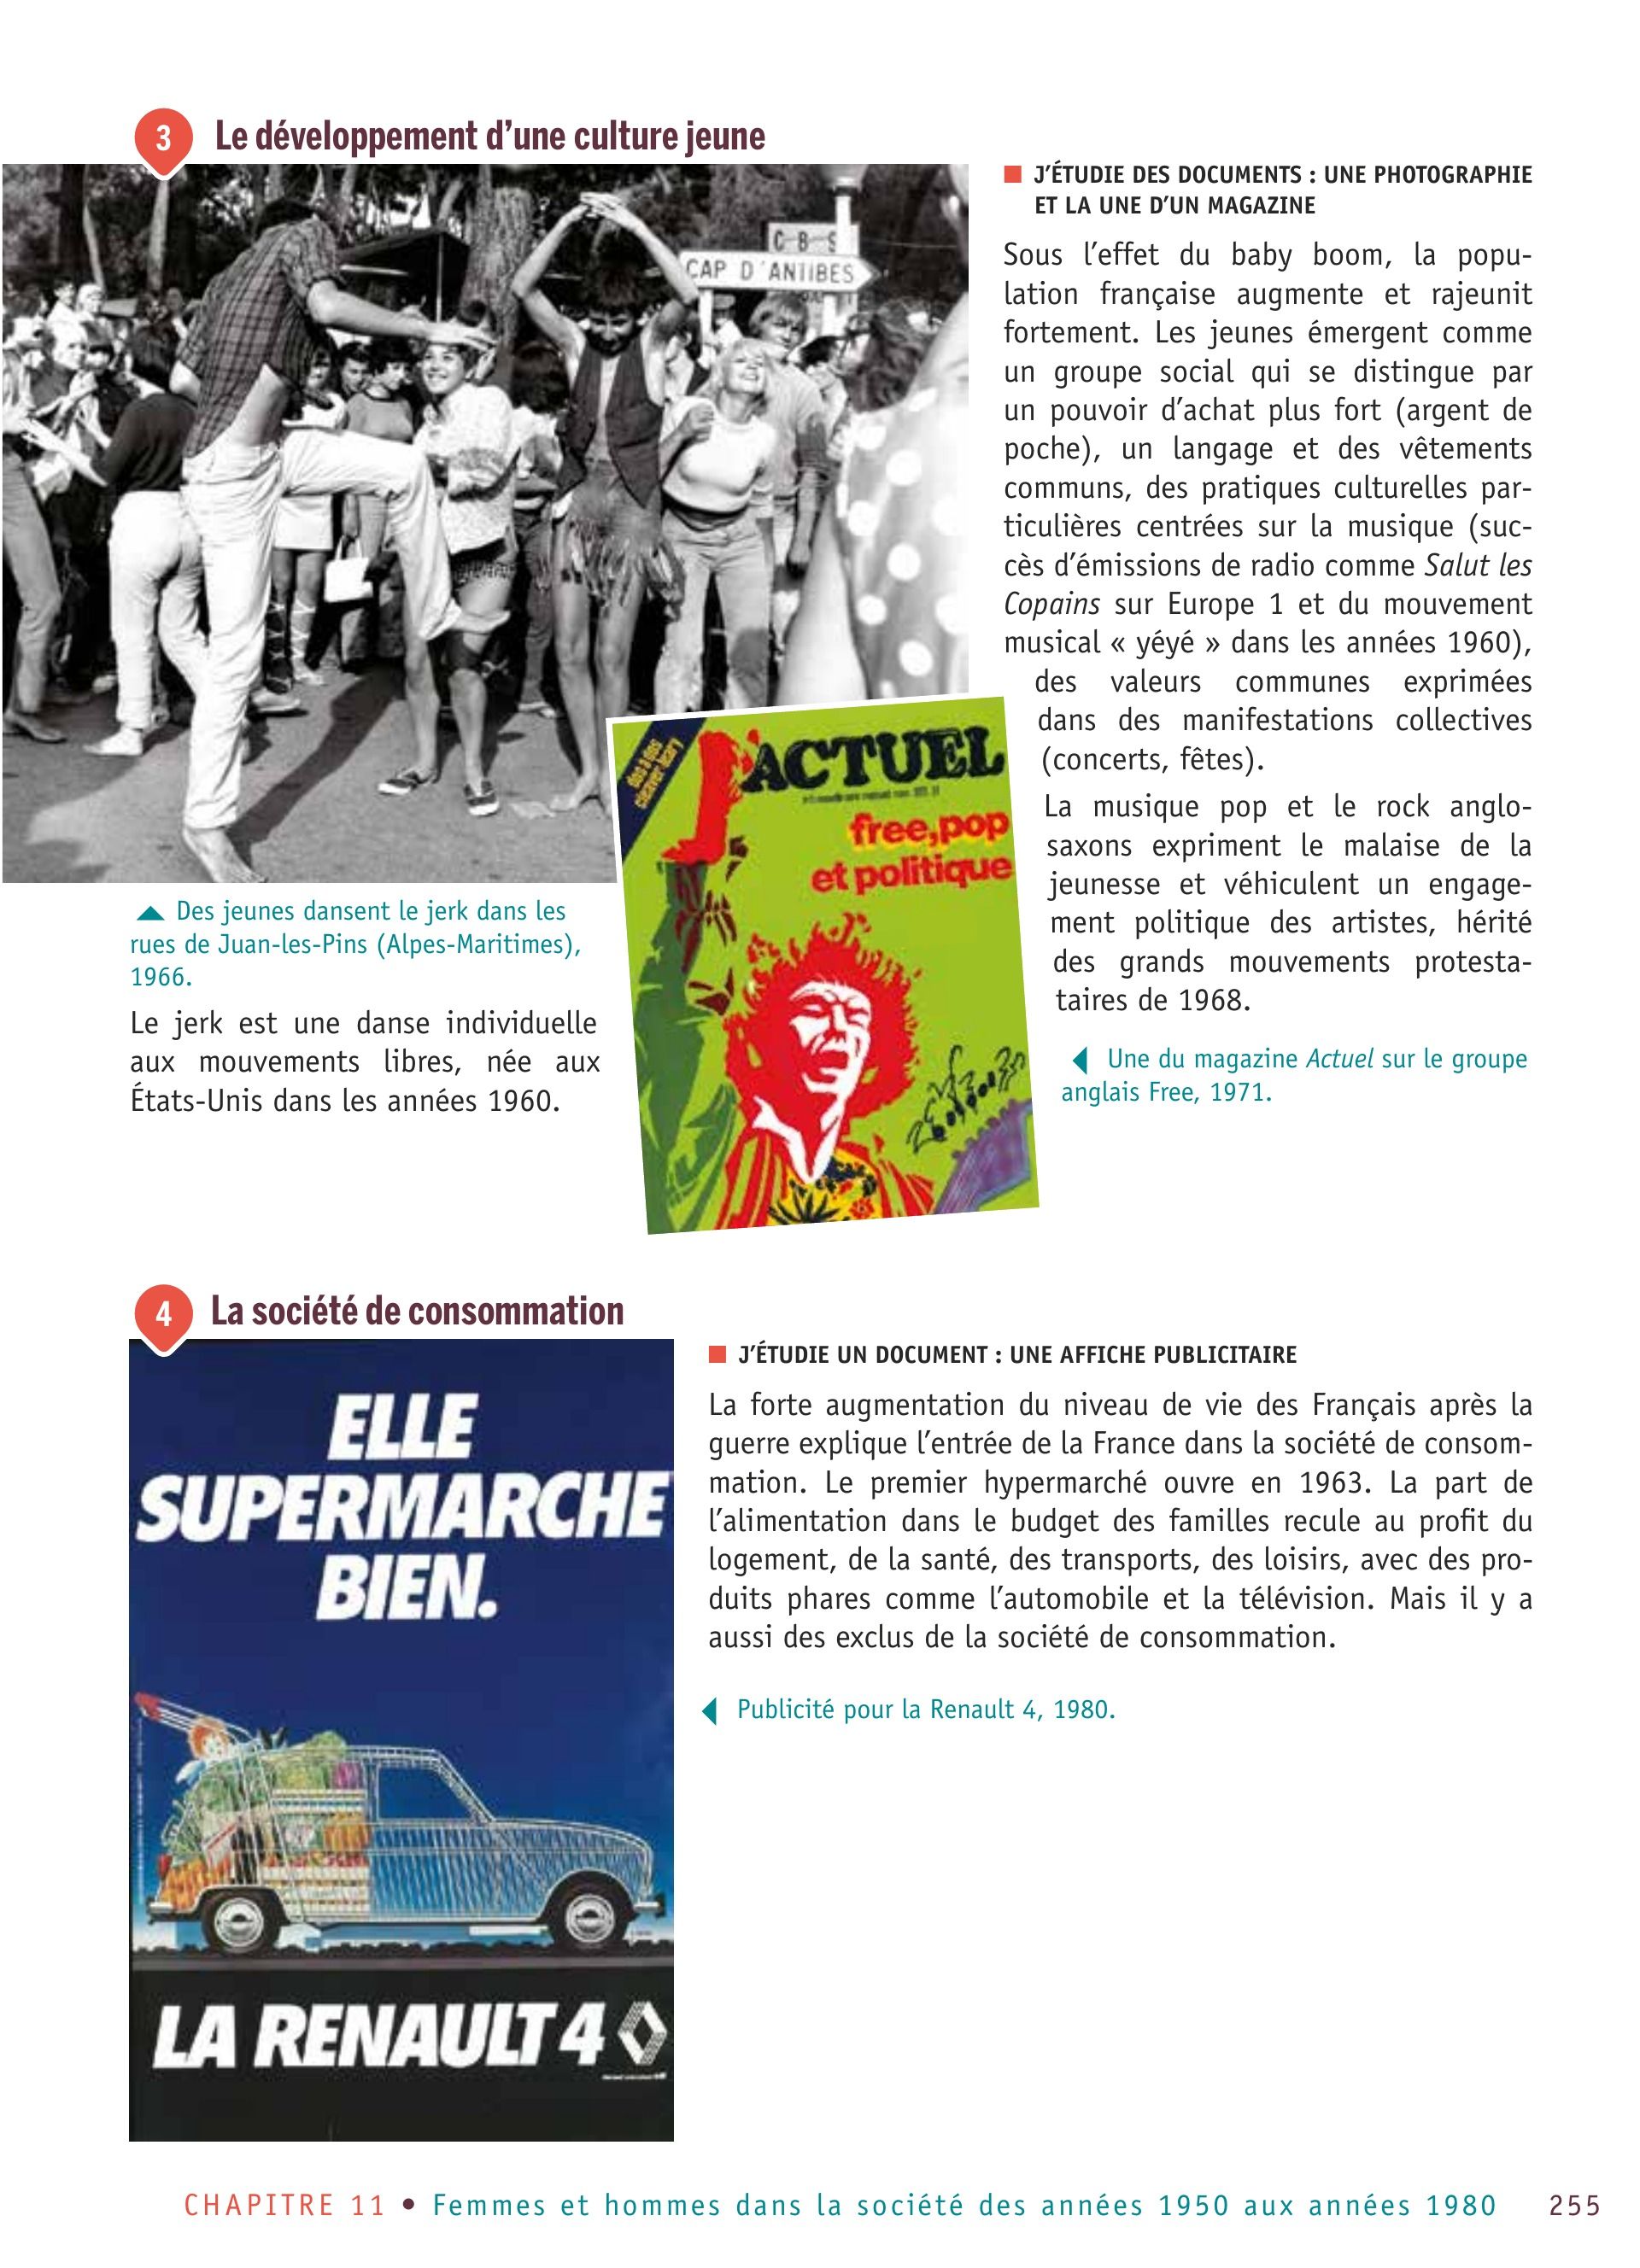 3
Le développement d'une culture jeune
C-B-S
CAP D'ANTIBES
■ J'ÉTUDIE DES DOCUMENTS : UNE PHOTOGRAPHIE
ET LA UNE D'UN MAGAZINE
Sous l'effet du baby boom, la popu-
lation française augmente et rajeunit
fortement. Les jeunes émergent comme
un groupe social qui se distingue par
un pouvoir d'achat plus fort (argent de
poche), un langage et des vêtements
communs, des pratiques culturelles par-
ticulières centrées sur la musique (suc-
cès d'émissions de radio comme Salut les
Copains sur Europe 1 et du mouvement
musical « yéyé » dans les années 1960),
des valeurs communes exprimées
dans des manifestations collectives
(concerts, fêtes).
La musique pop et le rock anglo-
saxons expriment le malaise de la
jeunesse et véhiculent un engage-
ment politique des artistes, hérité
des grands mouvements protesta-
taires de 1968.
◄ Une du magazine Actuel sur le groupe
anglais Free, 1971.
ACTUEL
free,pop
et politique
▲ Des jeunes dansent le jerk dans les
rues de Juan-les-Pins (Alpes-Maritimes),
1966.
Le jerk est une danse individuelle
aux mouvements libres, née aux
États-Unis dans les années 1960.
4
La société de consommation
ELLE
SUPERMARCHE
BIEN.
LA RENAULT 4
■ J'ÉTUDIE UN DOCUMENT : UNE AFFICHE PUBLICITAIRE
La forte augmentation du niveau de vie des Français après la
guerre explique l'entrée de la France dans la société de consom-
mation. Le premier hypermarché ouvre en 1963. La part de
l'alimentation dans le budget des familles recule au profit du
logement, de la santé, des transports, des loisirs, avec des pro-
duits phares comme l'automobile et la télévision. Mais il y a
aussi des exclus de la société de consommation.
◄ Publicité pour la Renault 4, 1980.
CHAPITRE 11 • Femmes et hommes dans la société des années 1950 aux années 1980 255